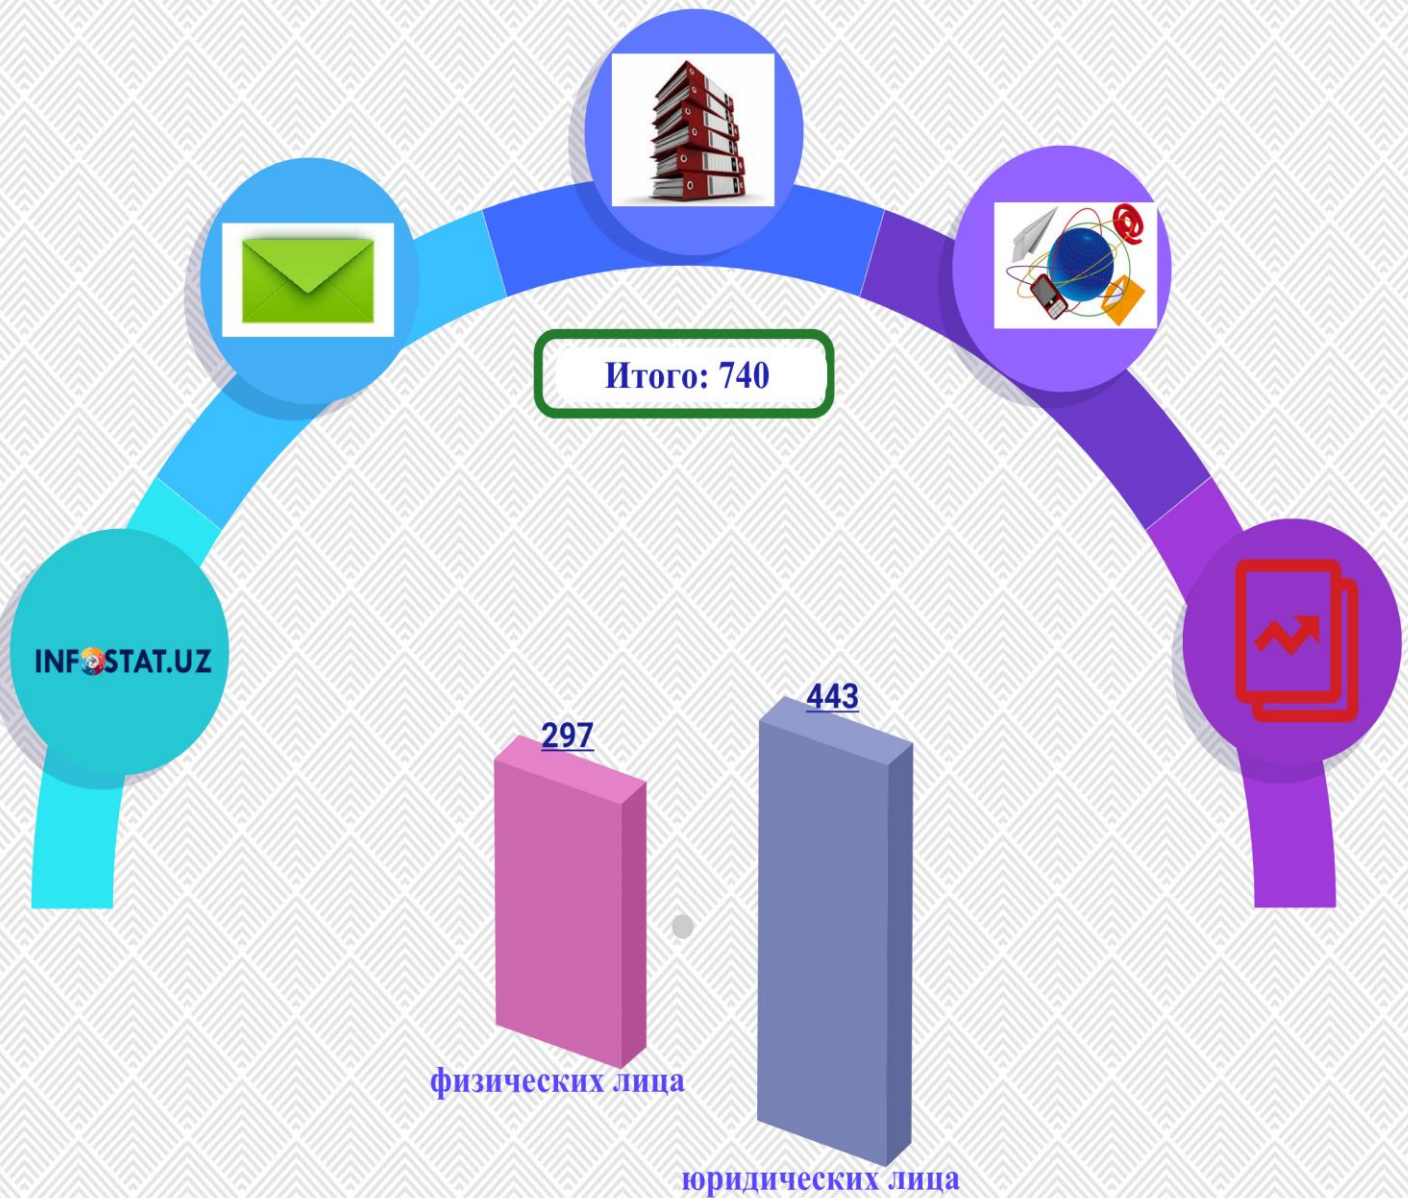 Итого: 740
INFOSTAT.UZ
443
297
физических лица
юридических лица